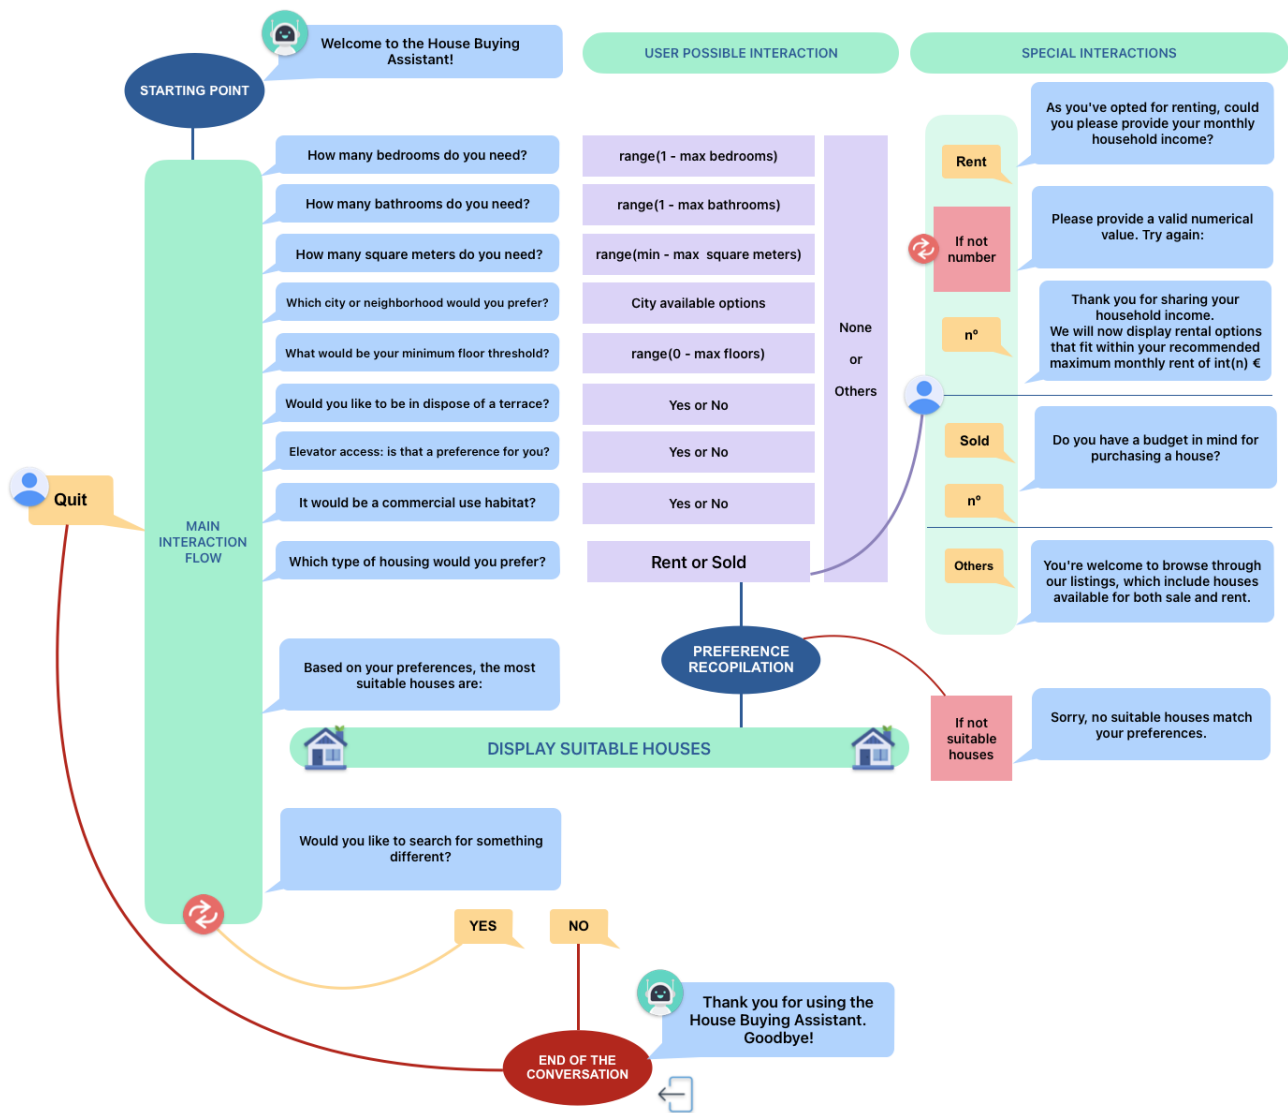 Welcome to the House Buying
Assistant!
USER POSSIBLE INTERACTION
SPECIAL INTERACTIONS
STARTING POINT
How many bedrooms do you need?
range(1 - max bedrooms)
How many bathrooms do you need?
range(1 - max bathrooms)
How many square meters do you need?
range(min - max  square meters)
Which city or neighborhood would you prefer?
City available options
What would be your minimum floor threshold?
range(0 - max floors)
Would you like to be in dispose of a terrace?
Yes or No
Elevator access: is that a preference for you?
Yes or No
It would be a commercial use habitat?
Yes or No
Which type of housing would you prefer?
Rent or Sold
None
or
Others
Quit
MAIN
INTERACTION
FLOW
Rent
As you've opted for renting, could
you please provide your monthly
household income?
If not
number
Please provide a valid numerical
value. Try again:
nº
Thank you for sharing your
household income.
We will now display rental options
that fit within your recommended
maximum monthly rent of int(n) €
Sold
Do you have a budget in mind for
purchasing a house?
nº
Others
You're welcome to browse through
our listings, which include houses
available for both sale and rent.
PREFERENCE
RECOPILATION
Based on your preferences, the most
suitable houses are:
If not
suitable
houses
Sorry, no suitable houses match
your preferences.
DISPLAY SUITABLE HOUSES
Would you like to search for something
different?
YES
NO
Thank you for using the
House Buying Assistant.
Goodbye!
END OF THE
CONVERSATION